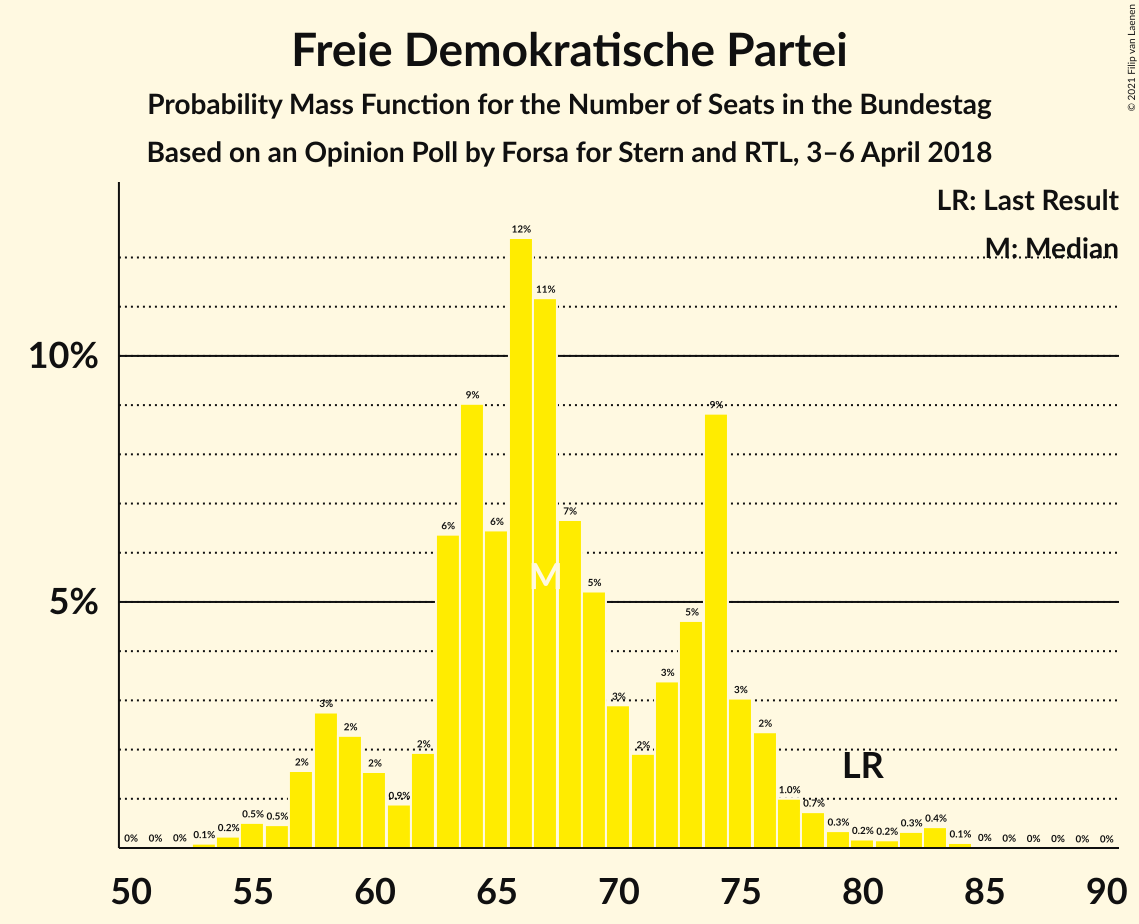 Freie Demokratische Partei
Probability Mass Function for the Number of Seats in the Bundestag
Based on an Opinion Poll by Forsa for Stern and RTL, 3–6 April 2018
© 2021 Filip van Laenen
LR: Last Result
M: Median
10%
5%
0% 0% 0% 0.1% 0.2% 0.5% 0.5% 2% 3% 2% 2% 0.9% 2% 6% 9% 6% 12% 11% 7% 5% 3% 2% 3% 5% 9% 3% 2% 1.0% 0.7% 0.3% 0.2% 0.2% 0.3% 0.4% 0.1% 0% 0% 0% 0% 0% 0%
M
LR
50 55 60 65 70 75 80 85 90